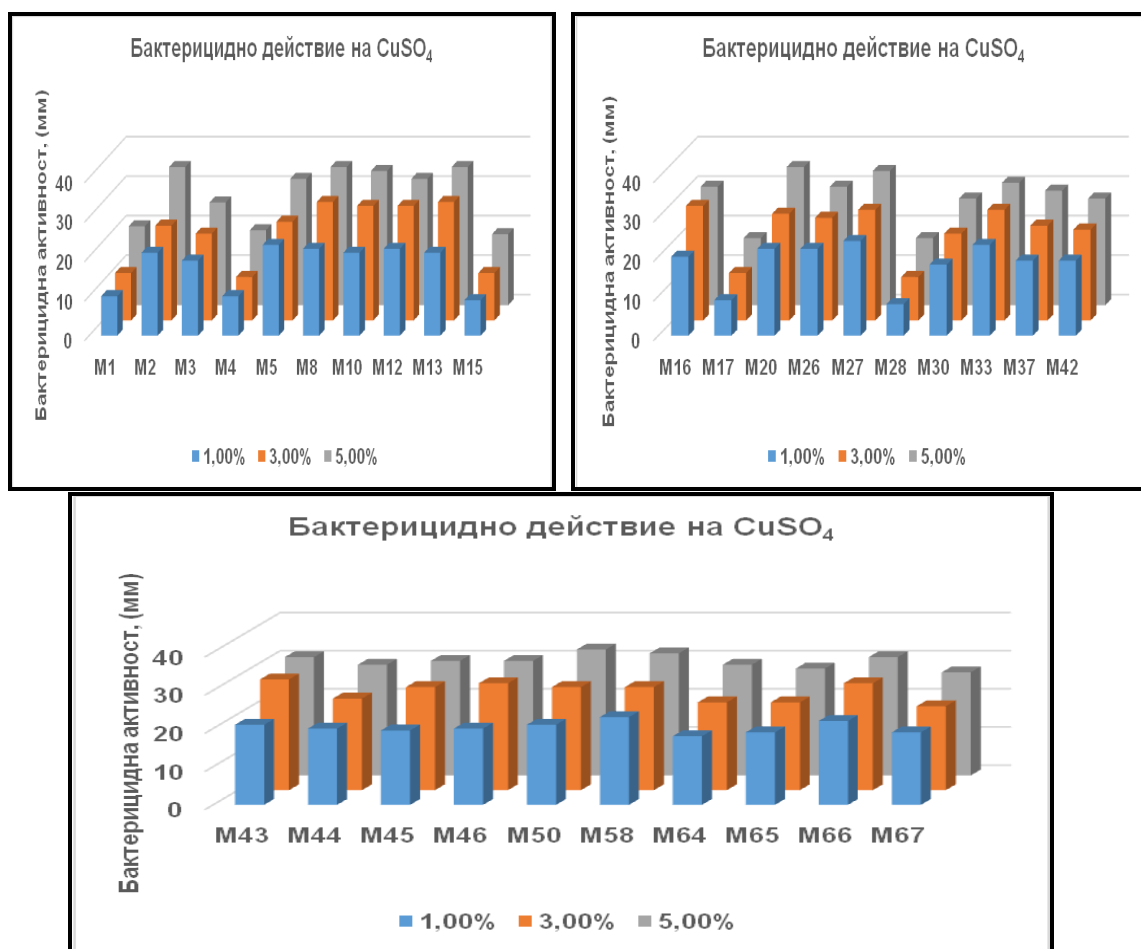 Бактерицидно действие на CuSO₄
Бактерицидна активност, (мм)
40
30
20
10
0
M1 M2 M3 M4 M5 M8 M10 M12 M13 M15
1,00% 3,00% 5,00%
Бактерицидно действие на CuSO₄
Бактерицидна активност, (мм)
40
30
20
10
0
M16 M17 M20 M26 M27 M28 M30 M33 M37 M42
1,00% 3,00% 5,00%
Бактерицидно действие на CuSO₄
Бактерицидна активност, (мм)
40
30
20
10
0
M43 M44 M45 M46 M50 M58 M64 M65 M66 M67
1,00% 3,00% 5,00%